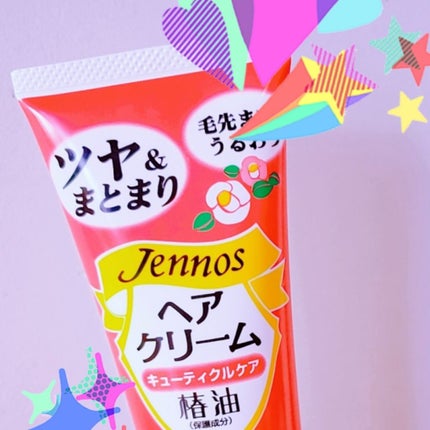 ツヤ&
まとまり
毛先ま
うるおう
Jennos
ヘア
クリーム
キューティクルケア
椿油
(保護成分)